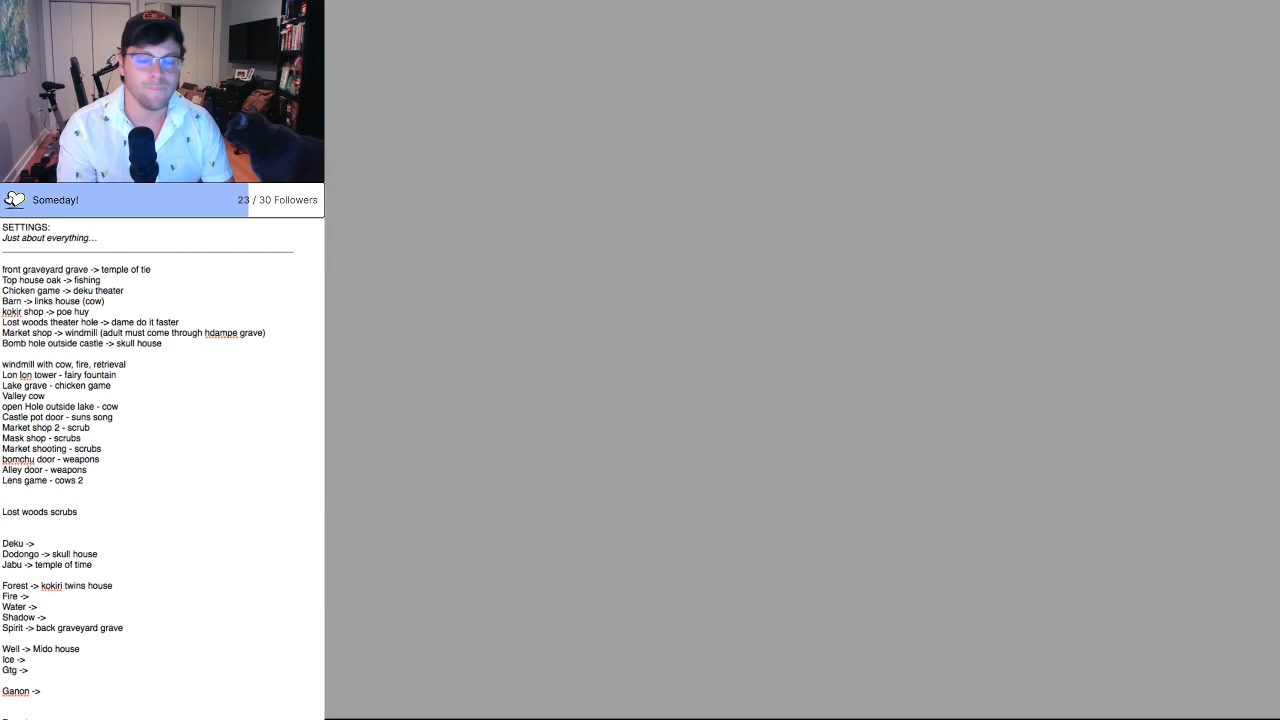 Someday!
23 / 30 Followers
SETTINGS:
Just about everything…
front graveyard grave -> temple of tie
Top house oak -> fishing
Chicken game -> deku theater
Barn -> links house (cow)
kokir shop -> poe huy
Lost woods theater hole -> dame do it faster
Market shop -> windmill (adult must come through hdampe grave)
Bomb hole outside castle -> skull house
windmill with cow, fire, retrieval
Lon lon tower - fairy fountain
Lake grave - chicken game
Valley cow
open Hole outside lake - cow
Castle pot door - suns song
Market shop 2 - scrub
Mask shop - scrubs
Market shooting - scrubs
bomchu door - weapons
Alley door - weapons
Lens game - cows 2
Lost woods scrubs
Deku ->
Dodongo -> skull house
Jabu -> temple of time
Forest -> kokiri twins house
Fire ->
Water ->
Shadow ->
Spirit -> back graveyard grave
Well -> Mido house
Ice ->
Gtg ->
Ganon ->